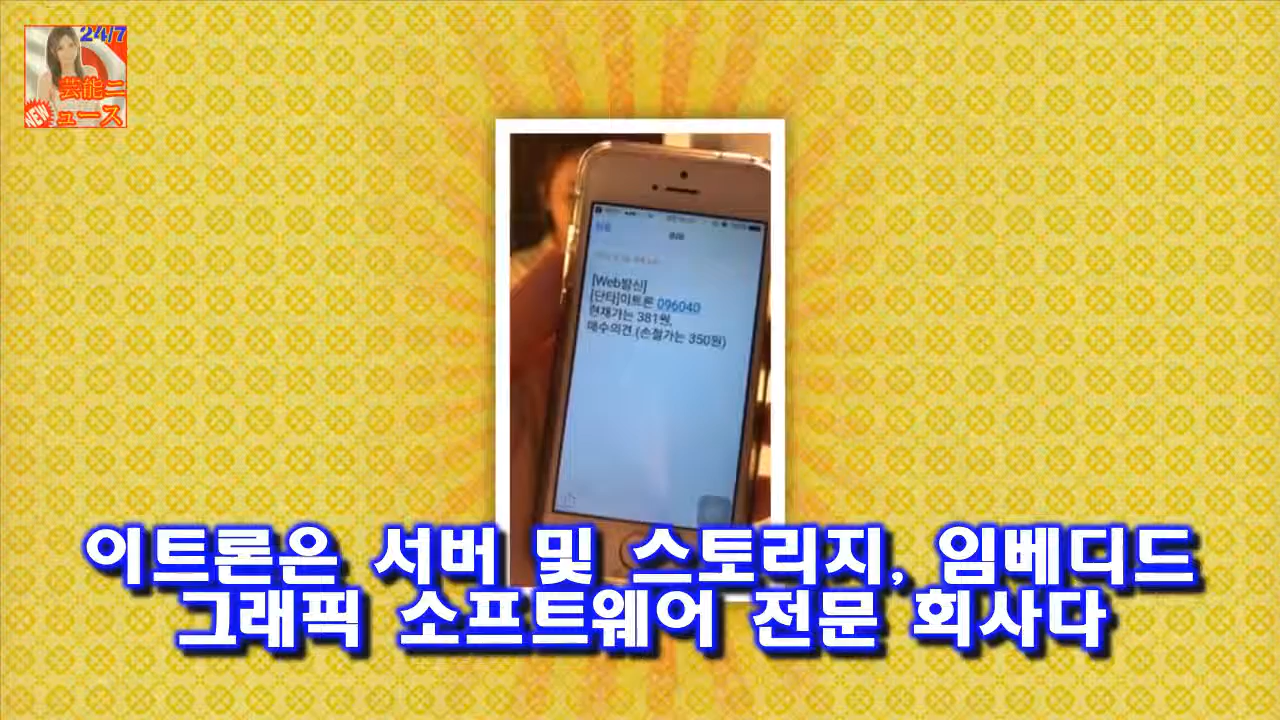 24/7
芸能ニ
ュース
NEW
[Web발신]
[단타]이트론 096040
현재가는 381원,
매수의견 (손절가는 350원)
이트론은 서버 및 스토리지, 임베디드
그래픽 소프트웨어 전문 회사다